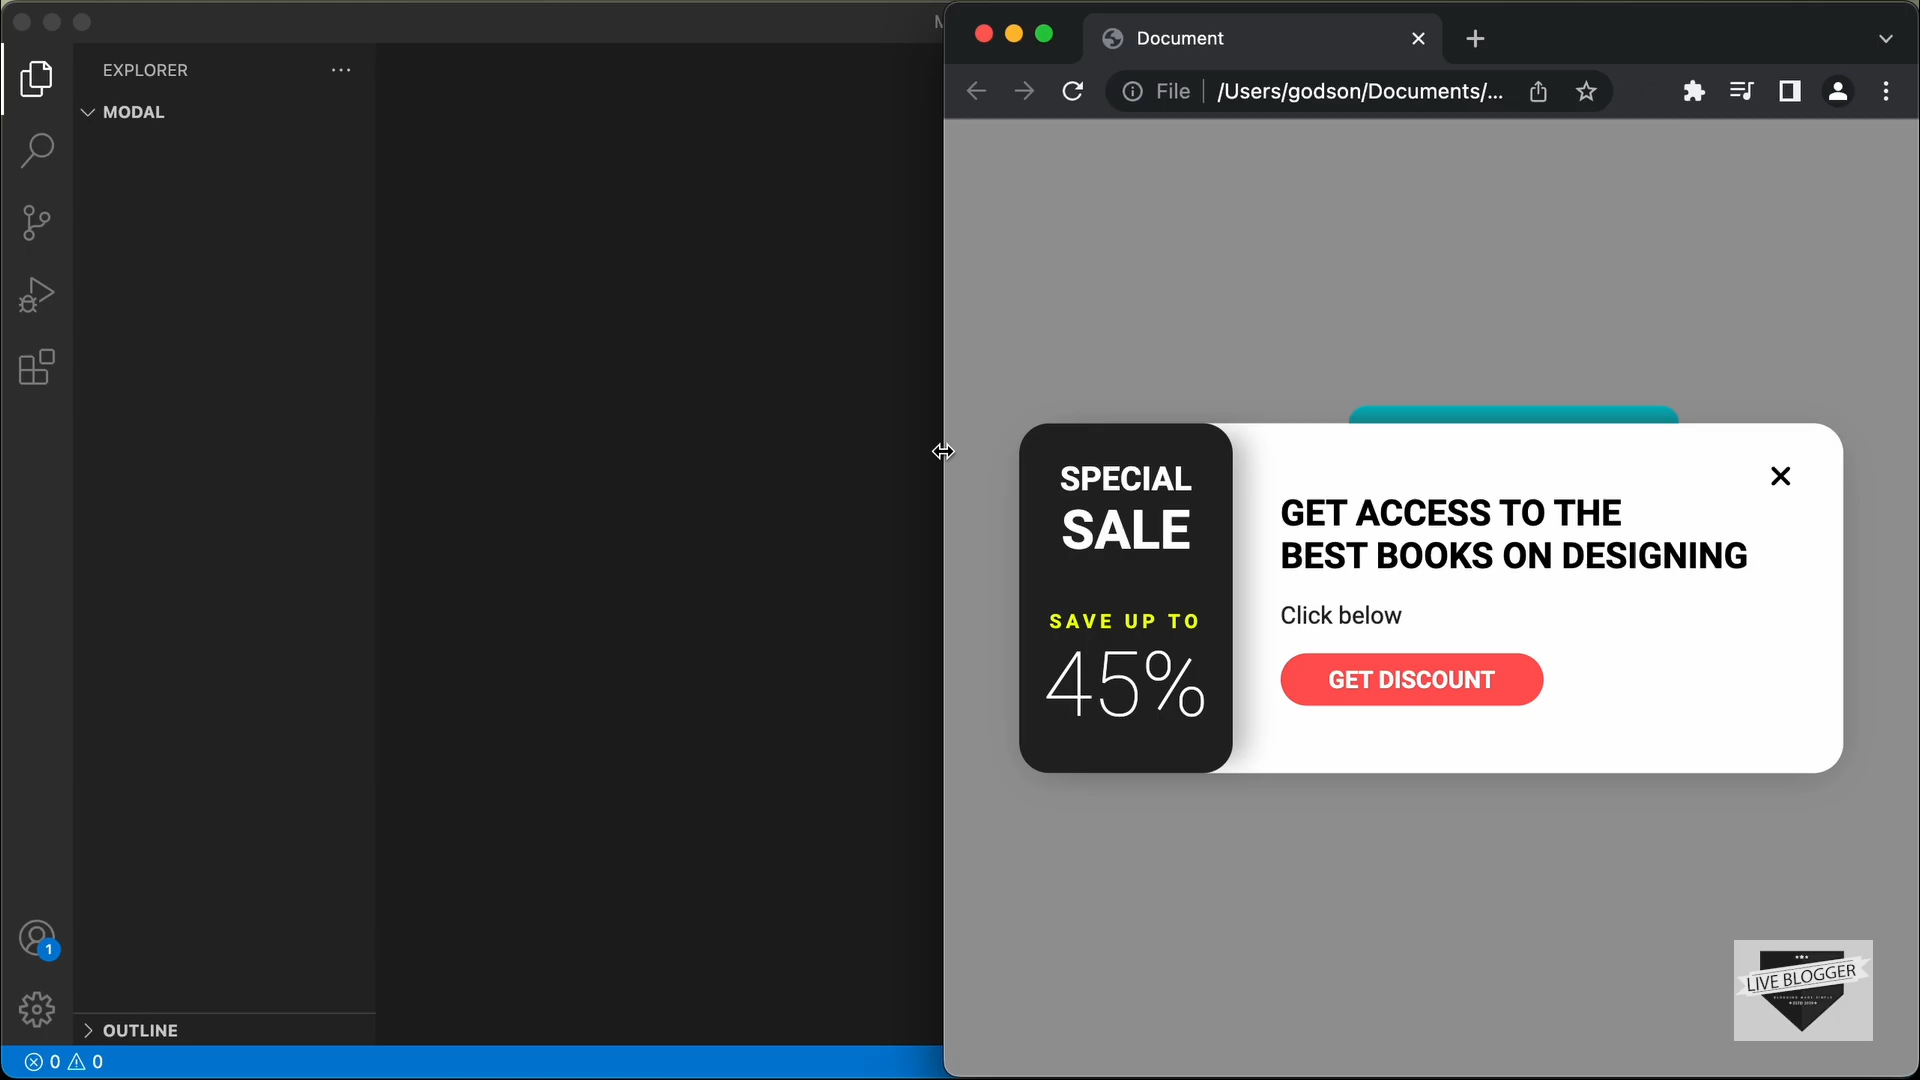 EXPLORER
MODAL
OUTLINE
0 0
1
Document
File
/Users/godson/Documents/...
SPECIAL
SALE
SAVE UP TO
45%
GET ACCESS TO THE
BEST BOOKS ON DESIGNING
Click below
GET DISCOUNT
LIVE BLOGGER